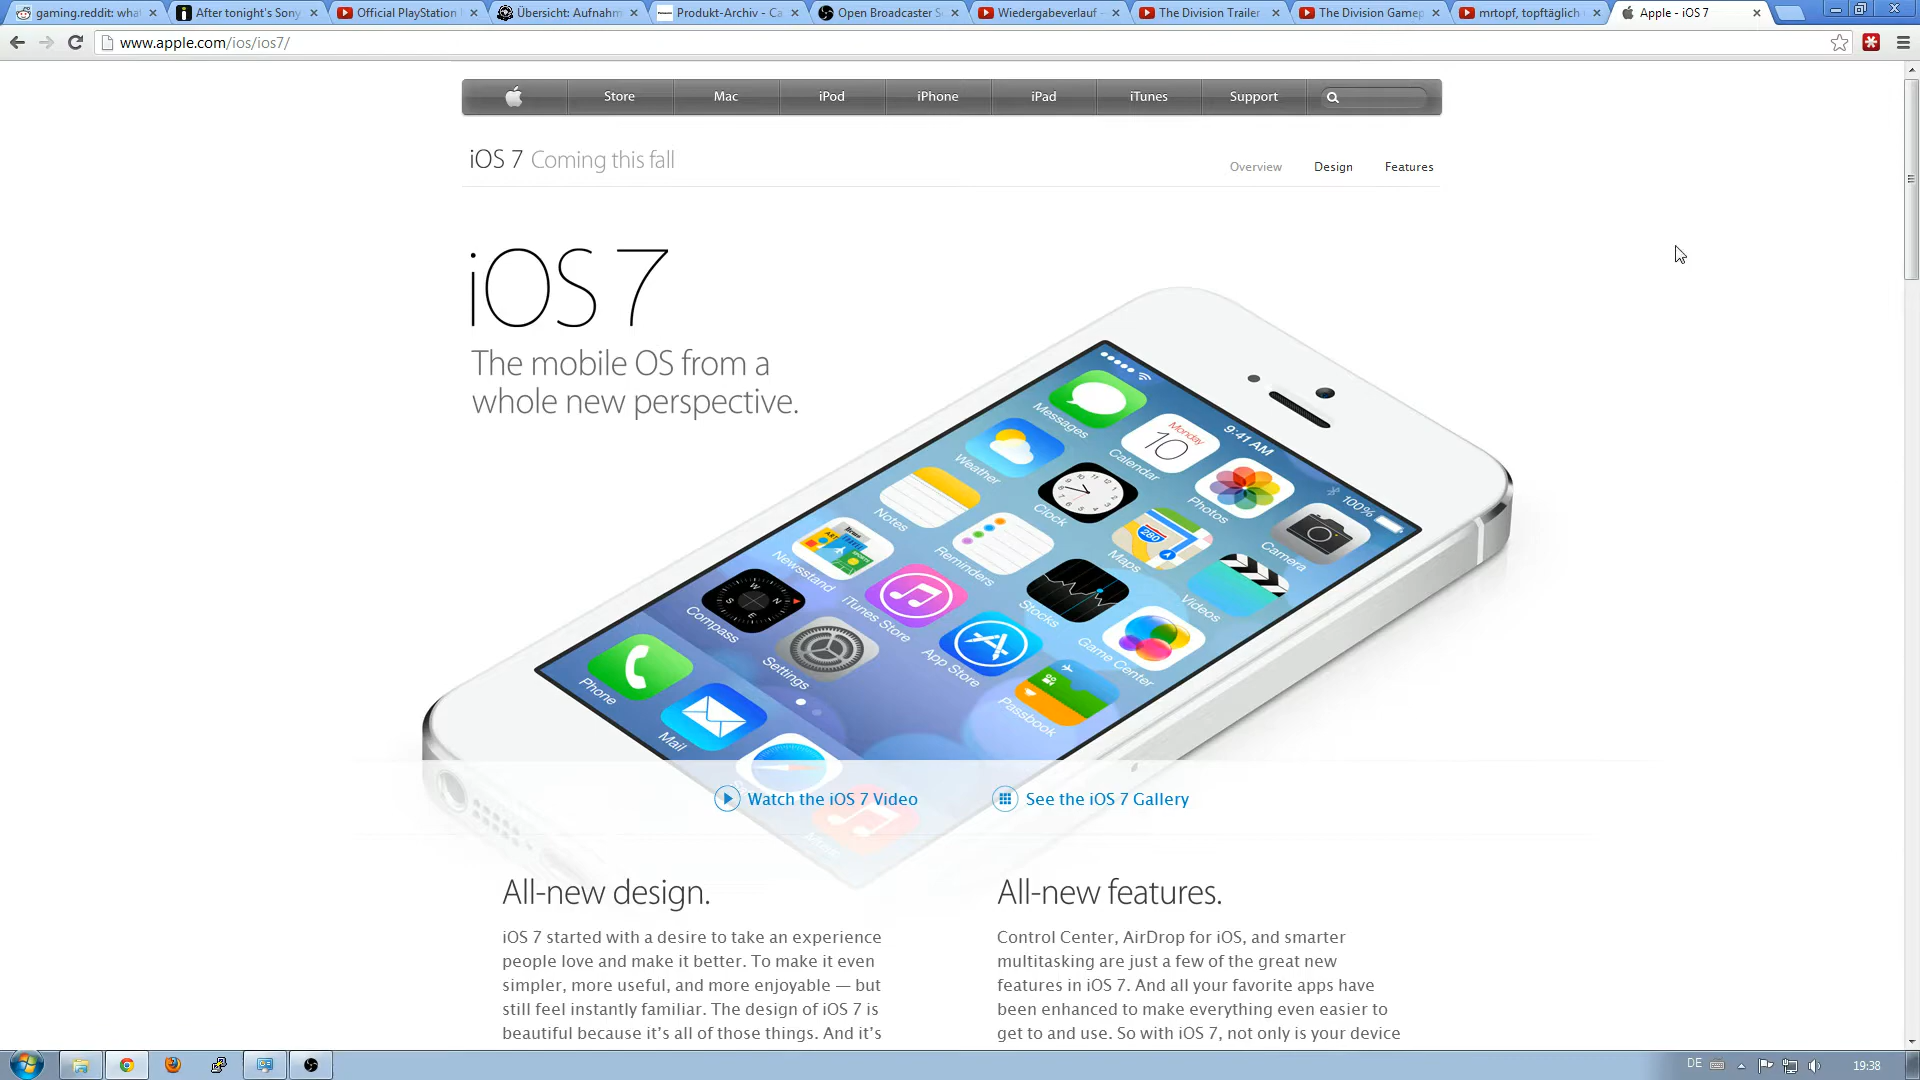 gaming.reddit: what
After tonight's Sony
Official PlayStation
Übersicht: Aufnahm
Produkt-Archiv - Ca
Open Broadcaster S
Wiedergabeverlauf -
The Division Trailer
The Division Gamep
mrtopf, topftäglich
Apple - iOS 7
www.apple.com/ios/ios7/
Store
Mac
iPod
iPhone
iPad
iTunes
Support
iOS 7 Coming this fall
Overview
Design
Features
iOS 7
The mobile OS from a
whole new perspective.
9:41 AM
100%
Messages
Calendar
Monday
10
Photos
Camera
Weather
Clock
Maps
280
Videos
Notes
Reminders
Stocks
Game Center
Newsstand
iTunes Store
App Store
Passbook
Compass
Settings
Phone
Mail
Watch the iOS 7 Video
See the iOS 7 Gallery
All-new design.
iOS 7 started with a desire to take an experience
people love and make it better. To make it even
simpler, more useful, and more enjoyable — but
still feel instantly familiar. The design of iOS 7 is
beautiful because it's all of those things. And it's
All-new features.
Control Center, AirDrop for iOS, and smarter
multitasking are just a few of the great new
features in iOS 7. And all your favorite apps have
been enhanced to make everything even easier to
get to and use. So with iOS 7, not only is your device
DE
19:38